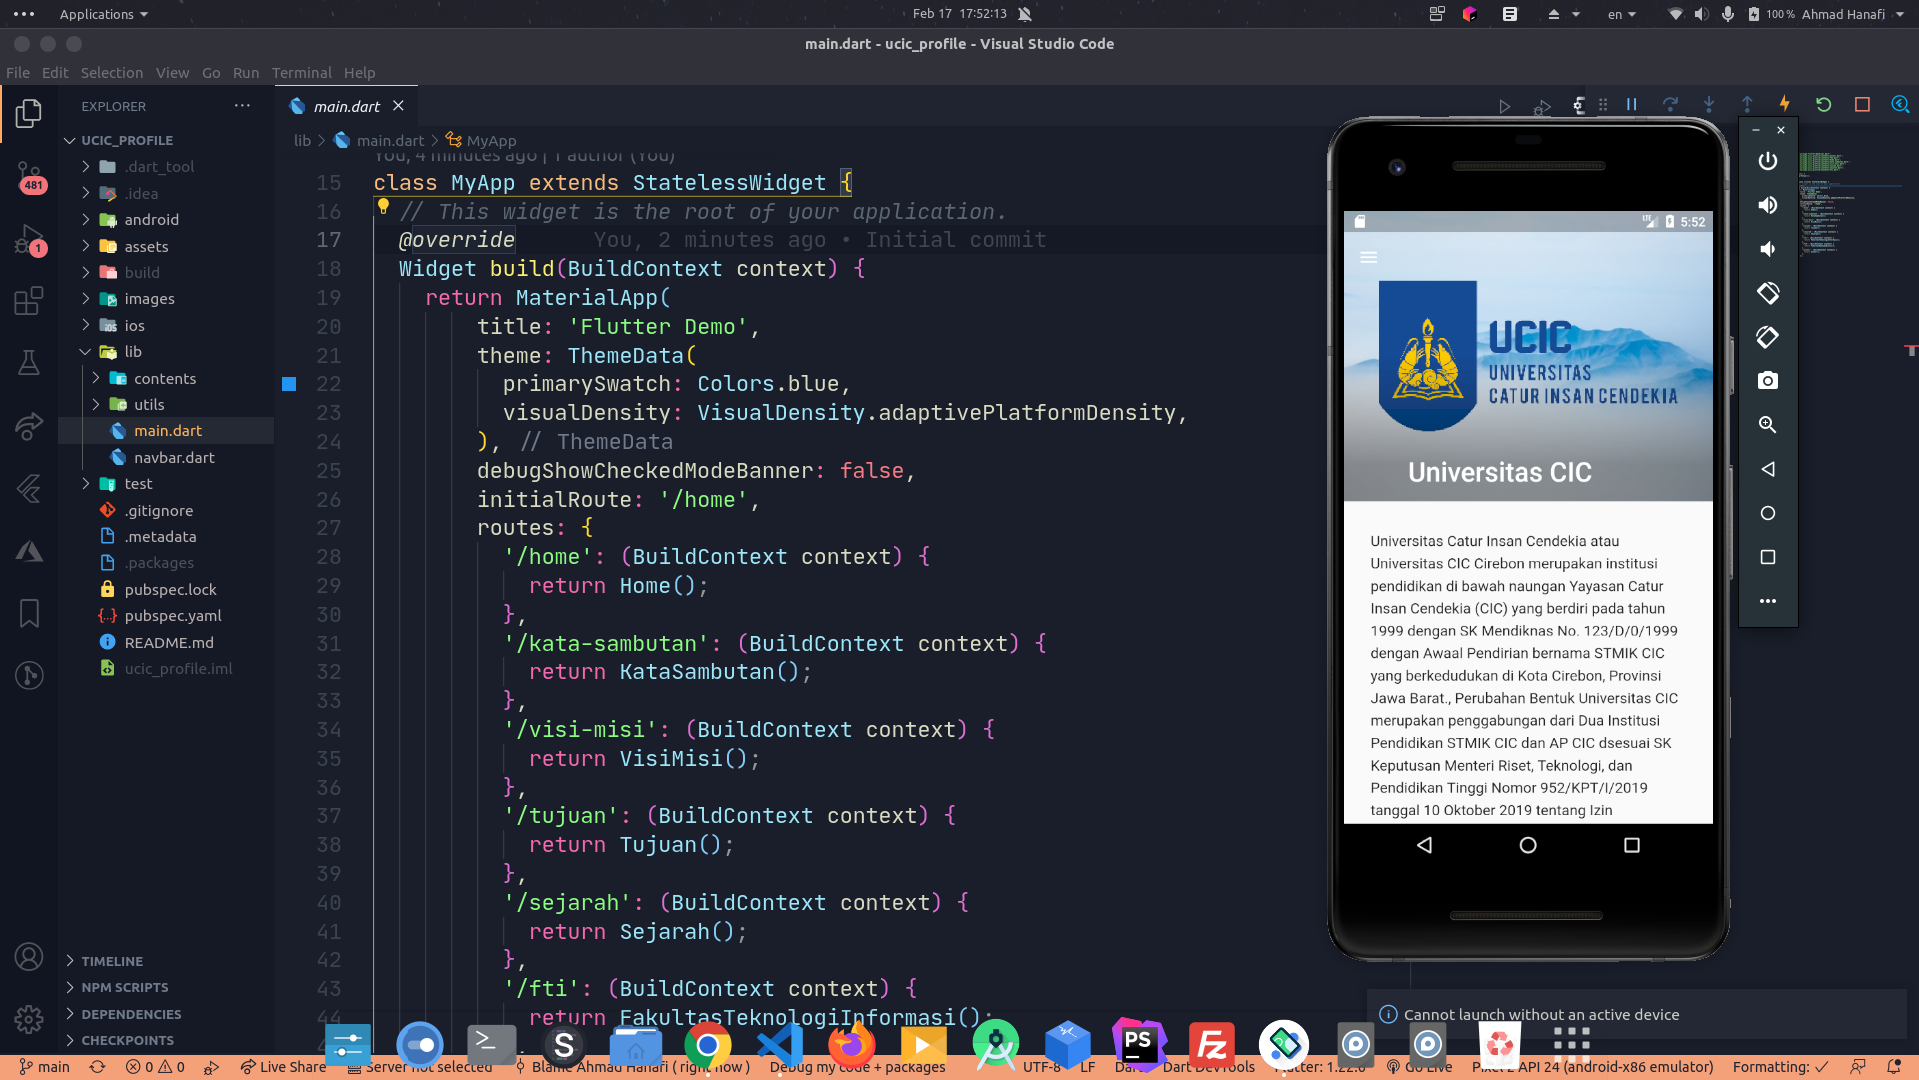 Applications
Feb 17 17:52:13
en
100 %
Ahmad Hanafi
main.dart - ucic_profile - Visual Studio Code
File Edit Selection View Go Run Terminal Help
EXPLORER
UCIC_PROFILE
.dart_tool
.idea
android
assets
build
images
ios
lib
contents
utils
main.dart
navbar.dart
test
.gitignore
.metadata
.packages
pubspec.lock
pubspec.yaml
README.md
ucic_profile.iml
TIMELINE
NPM SCRIPTS
DEPENDENCIES
CHECKPOINTS
481
1
main.dart
lib > main.dart > MyApp
You, 4 minutes ago | 1 author (You)
15 class MyApp extends StatelessWidget {
16 // This widget is the root of your application.
17 @override You, 2 minutes ago • Initial commit
18 Widget build(BuildContext context) {
19 return MaterialApp(
20 title: 'Flutter Demo',
21 theme: ThemeData(
22 primarySwatch: Colors.blue,
23 visualDensity: VisualDensity.adaptivePlatformDensity,
24 ), // ThemeData
25 debugShowCheckedModeBanner: false,
26 initialRoute: '/home',
27 routes: {
28 '/home': (BuildContext context) {
29 return Home();
30 },
31 '/kata-sambutan': (BuildContext context) {
32 return KataSambutan();
33 },
34 '/visi-misi': (BuildContext context) {
35 return VisiMisi();
36 },
37 '/tujuan': (BuildContext context) {
38 return Tujuan();
39 },
40 '/sejarah': (BuildContext context) {
41 return Sejarah();
42 },
43 '/fti': (BuildContext context) {
44 return FakultasTeknologiInformasi();
LTE
5:52
UCIC
UNIVERSITAS
CATUR INSAN CENDEKIA
Universitas CIC
Universitas Catur Insan Cendekia atau
Universitas CIC Cirebon merupakan institusi
pendidikan di bawah naungan Yayasan Catur
Insan Cendekia (CIC) yang berdiri pada tahun
1999 dengan SK Mendiknas No. 123/D/0/1999
dengan Awaal Pendirian bernama STMIK CIC
yang berkedudukan di Kota Cirebon, Provinsi
Jawa Barat., Perubahan Bentuk Universitas CIC
merupakan penggabungan dari Dua Institusi
Pendidikan STMIK CIC dan AP CIC dsesuai SK
Keputusan Menteri Riset, Teknologi, dan
Pendidikan Tinggi Nomor 952/KPT/I/2019
tanggal 10 Oktober 2019 tentang Izin
Cannot launch without an active device
S
PS
FZ
main
0 0
Live Share
Server not selected
Blame Ahmad Hanafi ( right now )
Debug my code + packages
UTF-8
LF
Dart DevTools
Go Live
Pixel 2 API 24 (android-x86 emulator)
Formatting: ✓